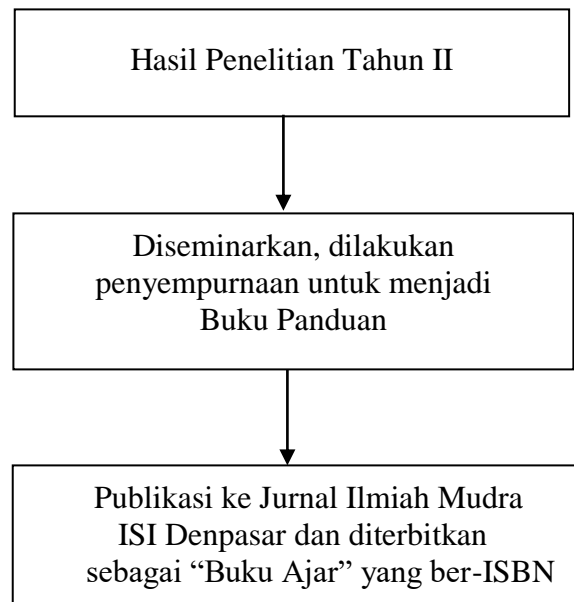 Hasil Penelitian Tahun II
Diseminarkan, dilakukan
penyempurnaan untuk menjadi
Buku Panduan
Publikasi ke Jurnal Ilmiah Mudra
ISI Denpasar dan diterbitkan
sebagai “Buku Ajar” yang ber-ISBN